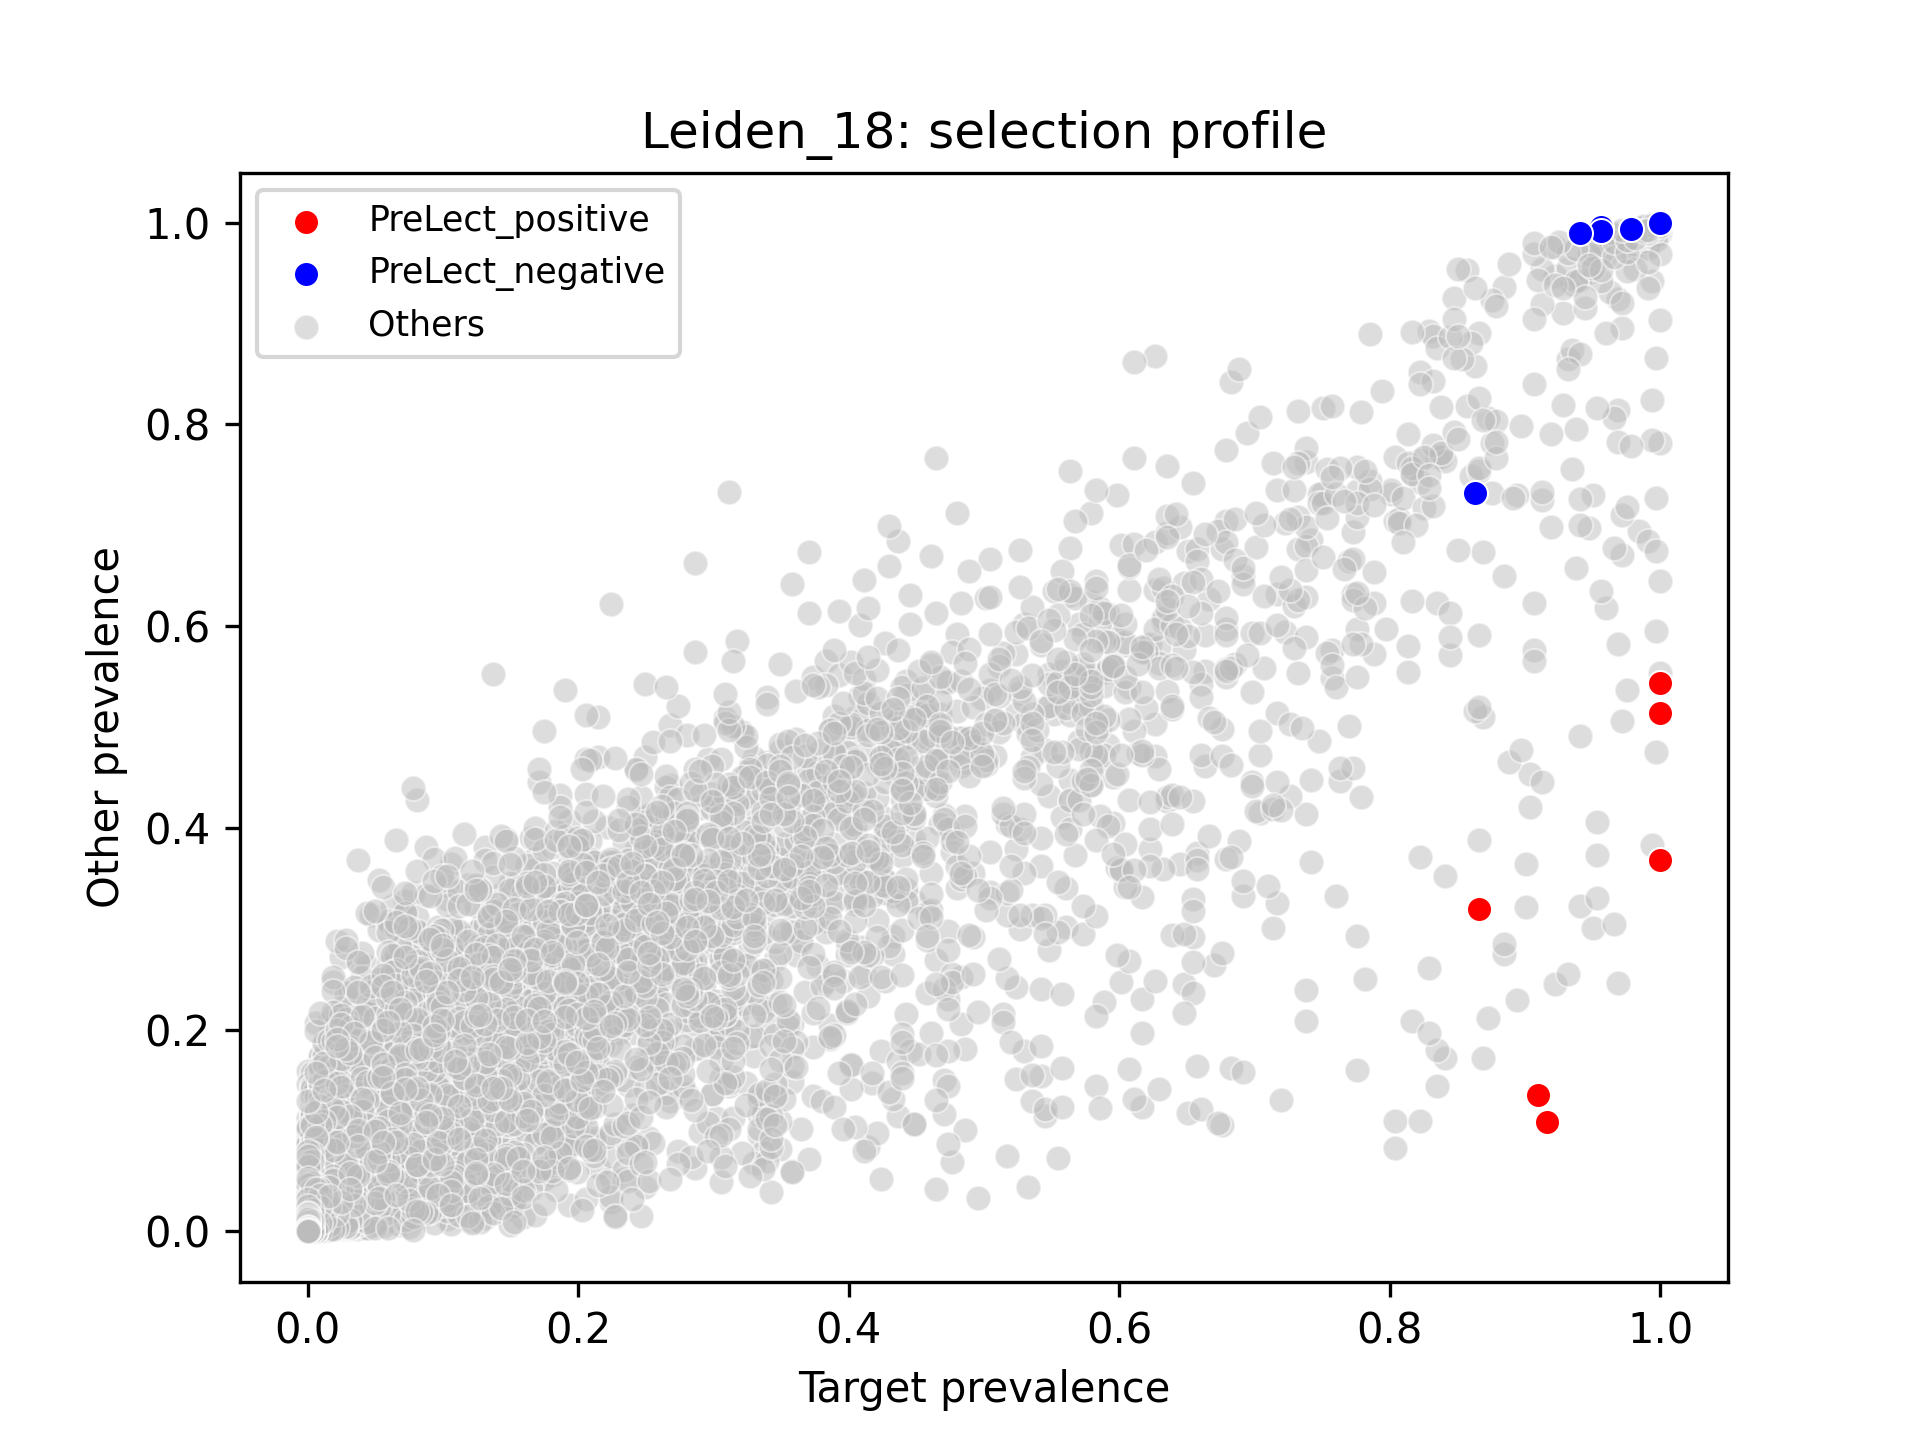 Leiden_18: selection profile
PreLect_positive
PreLect_negative
Others
1.0
0.8
0.6
0.4
0.2
0.0
Other prevalence
0.0 0.2 0.4 0.6 0.8 1.0
Target prevalence